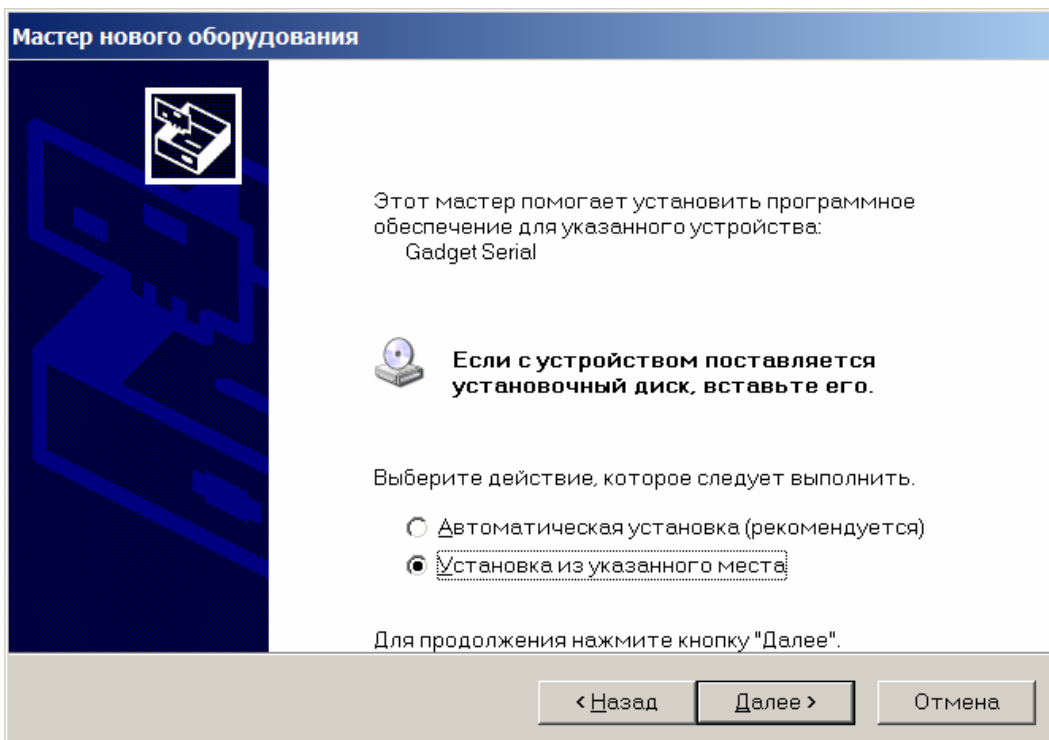 Мастер нового оборудования
Этот мастер помогает установить программное
обеспечение для указанного устройства:
Gadget Serial
Если с устройством поставляется
установочный диск, вставьте его.
Выберите действие, которое следует выполнить.
Автоматическая установка (рекомендуется)
Установка из указанного места
Для продолжения нажмите кнопку "Далее".
< Назад
Далее >
Отмена